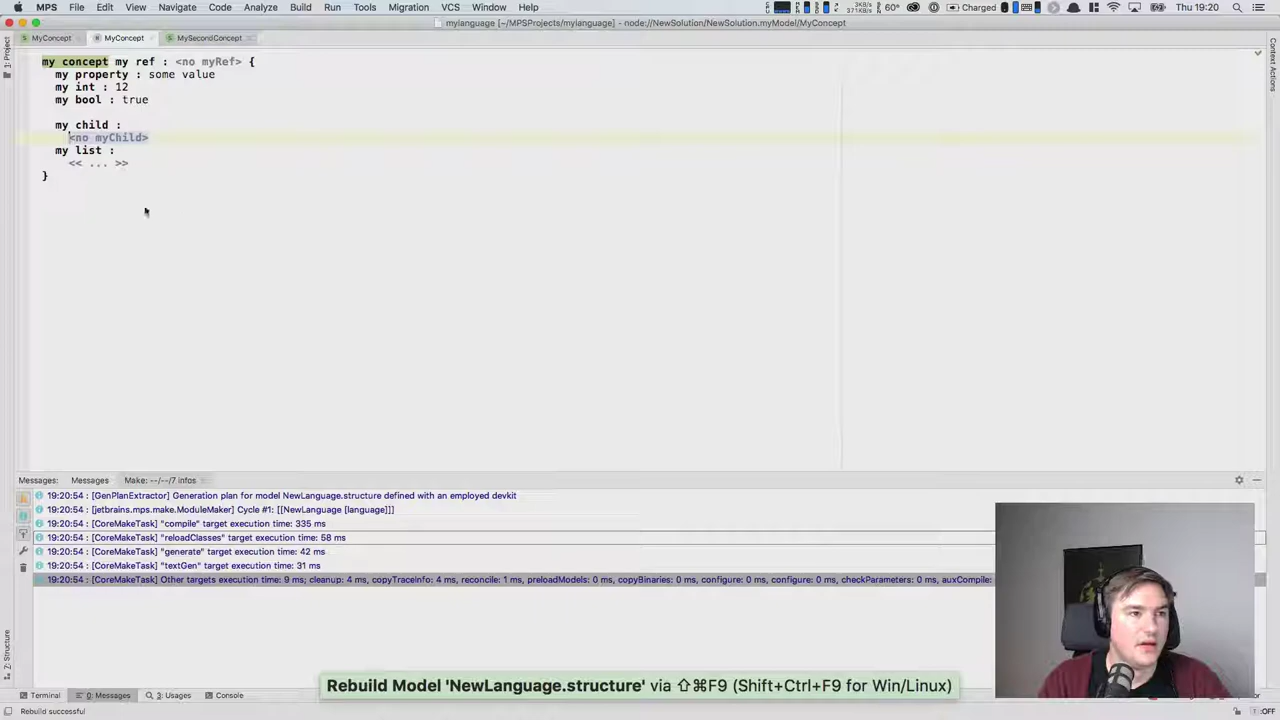 MPS File Edit View Navigate Code Analyze Build Run Tools Migration VCS Window Help 60° Charged Thu 19:20
mylanguage [~/MPSProjects/mylanguage] - node://NewSolution/NewSolution.myModel/MyConcept
MyConcept MyConcept MySecondConcept
1: Project
Context Actions
my concept my ref : <no myRef> {
my property : some value
my int : 12
my bool : true
my child :
<no myChild>
my list :
<< ... >>
}
Messages: Messages Make: --/--/7 infos
19:20:54 : [GenPlanExtractor] Generation plan for model NewLanguage.structure defined with an employed devkit
19:20:54 : [jetbrains.mps.make.ModuleMaker] Cycle #1: [[NewLanguage [language]]]
19:20:54 : [CoreMakeTask] "compile" target execution time: 335 ms
19:20:54 : [CoreMakeTask] "reloadClasses" target execution time: 58 ms
19:20:54 : [CoreMakeTask] "generate" target execution time: 42 ms
19:20:54 : [CoreMakeTask] "textGen" target execution time: 31 ms
19:20:54 : [CoreMakeTask] Other targets execution time: 9 ms; cleanup: 4 ms, copyTraceInfo: 4 ms, reconcile: 1 ms, preloadModels: 0 ms, copyBinaries: 0 ms, configure: 0 ms, configure: 0 ms, checkParameters: 0 ms, auxCompile:
Z: Structure
Rebuild Model 'NewLanguage.structure' via ⇧⌘F9 (Shift+Ctrl+F9 for Win/Linux)
Terminal 0: Messages 3: Usages Console
Rebuild successful
:OFF